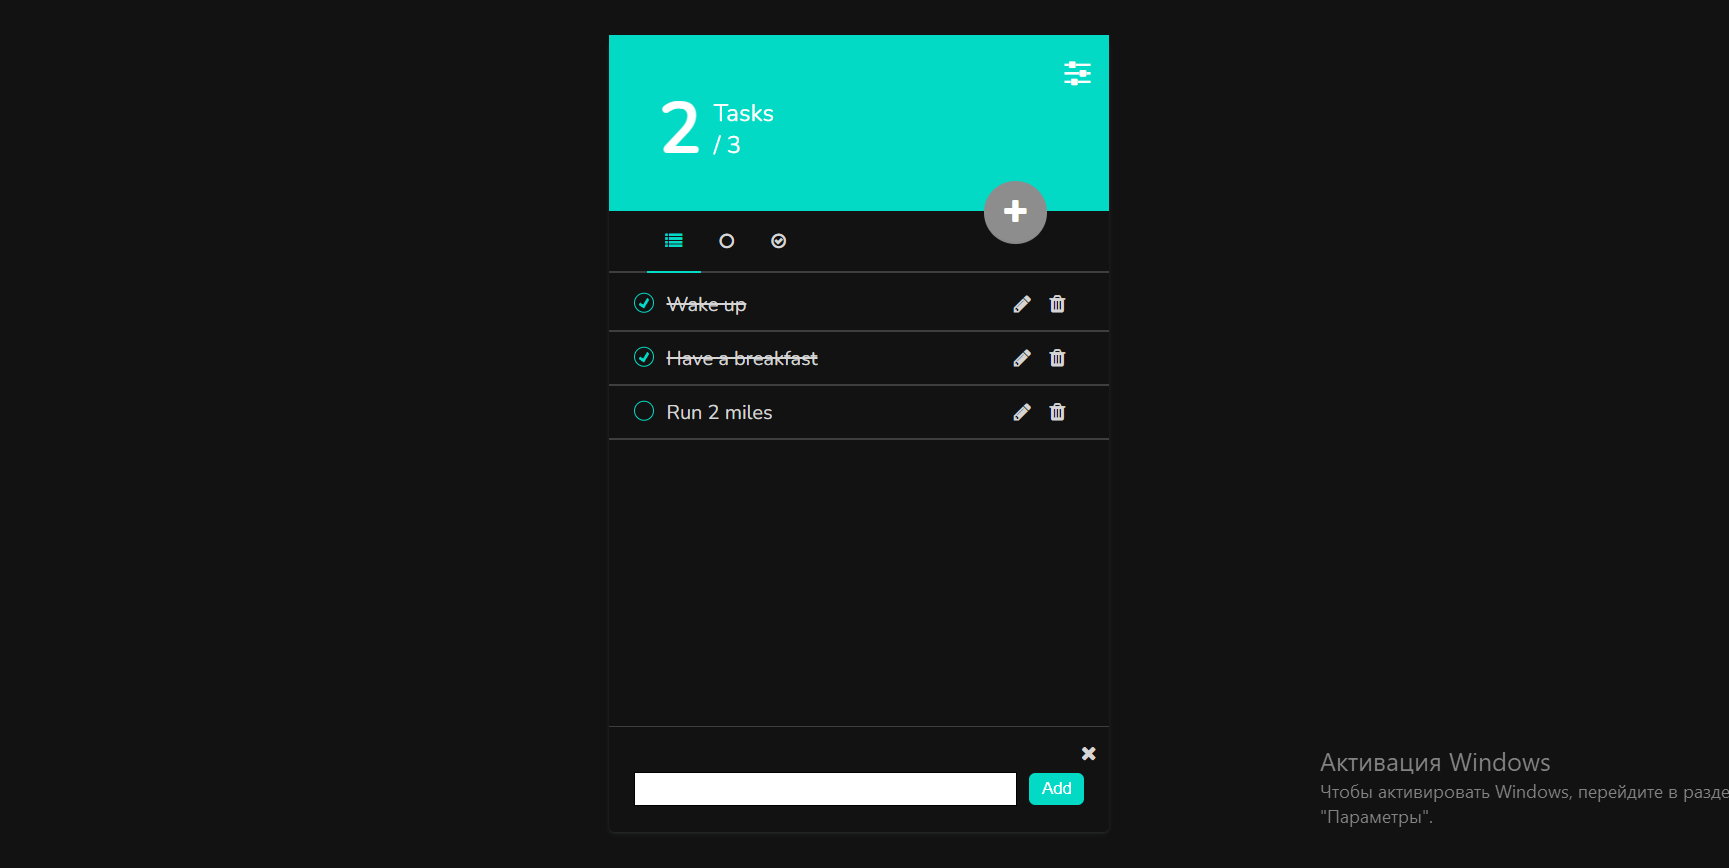 2 Tasks
/ 3
Wake up
Have a breakfast
Run 2 miles
Add
Активация Windows
Чтобы активировать Windows, перейдите в разде
"Параметры".